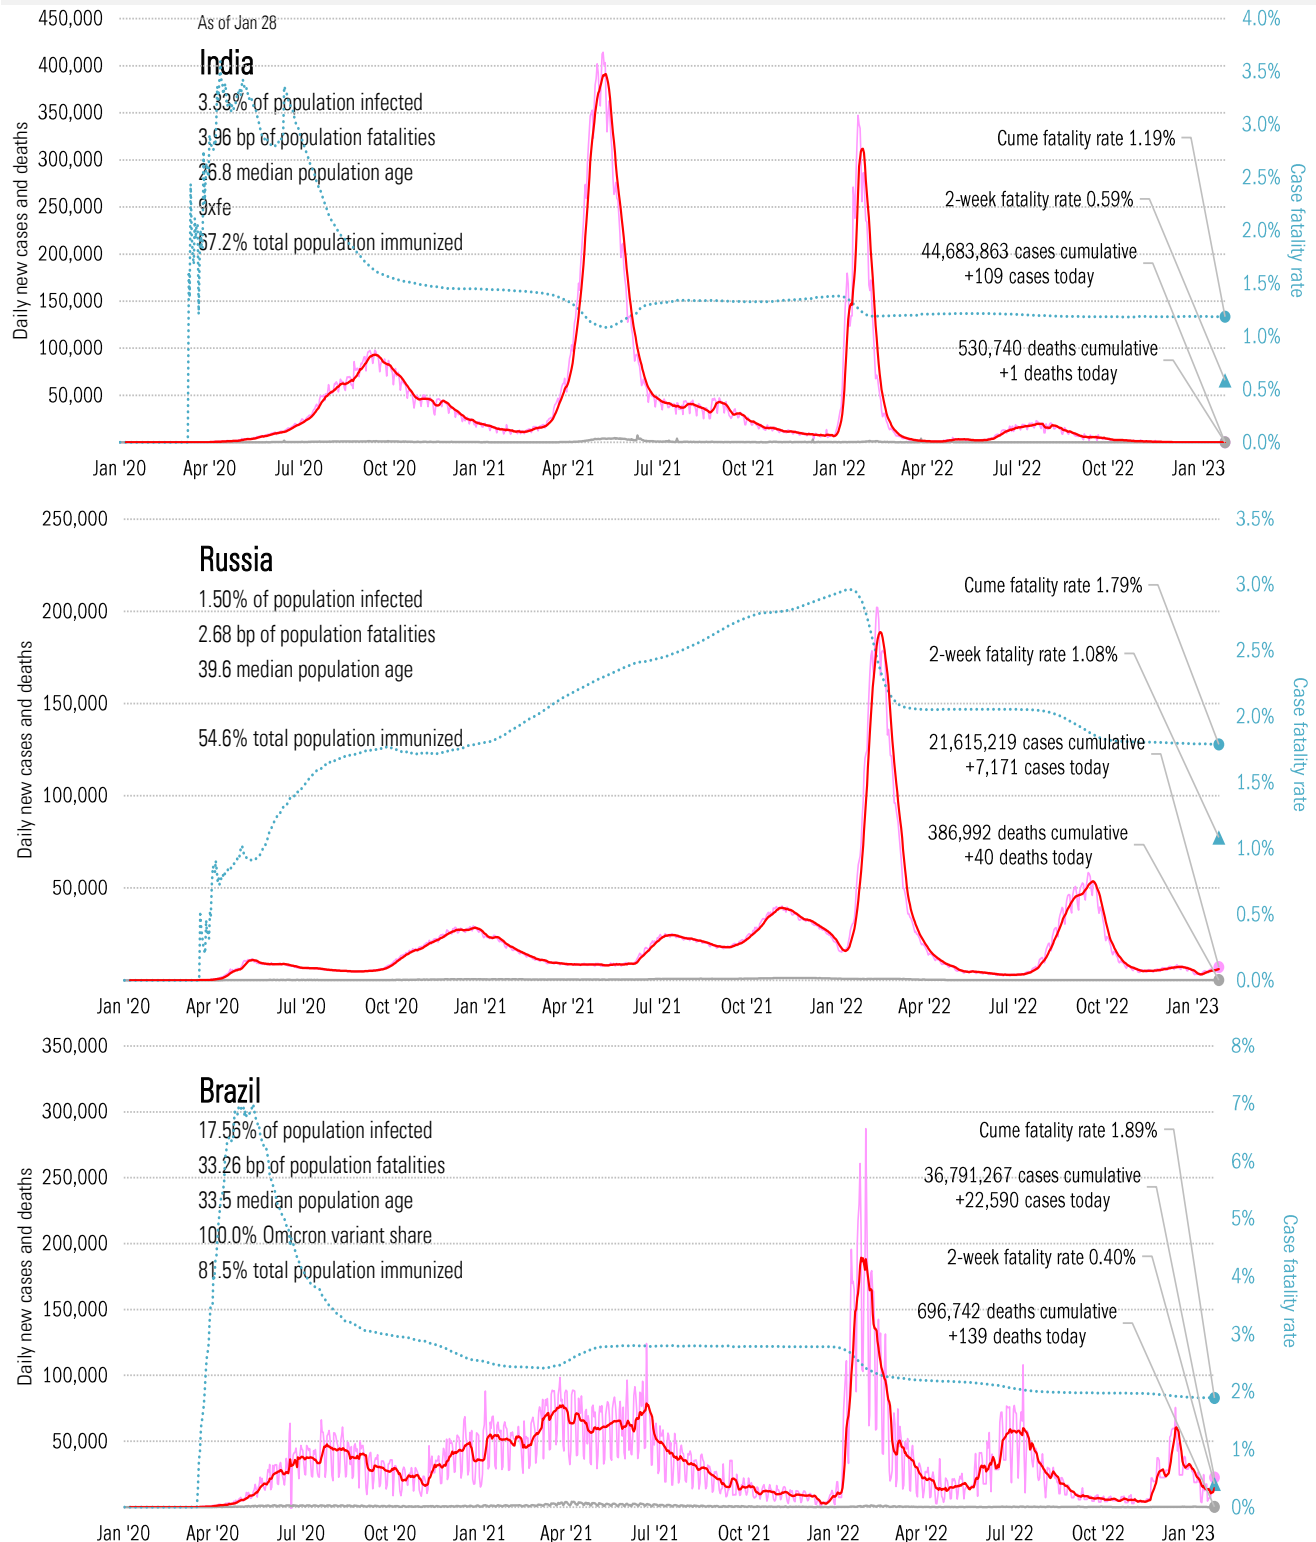 As of Jan 28
India
3.33% of population infected
3.96 bp of population fatalities
26.8 median population age
9xfe
67.2% total population immunized
Cume fatality rate 1.19%
2-week fatality rate 0.59%
44,683,863 cases cumulative
+109 cases today
530,740 deaths cumulative
+1 deaths today
Daily new cases and deaths
450,000
400,000
350,000
300,000
250,000
200,000
150,000
100,000
50,000
Case fatality rate
4.0%
3.5%
3.0%
2.5%
2.0%
1.5%
1.0%
0.5%
0.0%
Jan '20 Apr '20 Jul '20 Oct '20 Jan '21 Apr '21 Jul '21 Oct '21 Jan '22 Apr '22 Jul '22 Oct '22 Jan '23
Russia
1.50% of population infected
2.68 bp of population fatalities
39.6 median population age
54.6% total population immunized
Cume fatality rate 1.79%
2-week fatality rate 1.08%
21,615,219 cases cumulative
+7,171 cases today
386,992 deaths cumulative
+40 deaths today
Daily new cases and deaths
250,000
200,000
150,000
100,000
50,000
Case fatality rate
3.5%
3.0%
2.5%
2.0%
1.5%
1.0%
0.5%
0.0%
Jan '20 Apr '20 Jul '20 Oct '20 Jan '21 Apr '21 Jul '21 Oct '21 Jan '22 Apr '22 Jul '22 Oct '22 Jan '23
Brazil
17.56% of population infected
33.26 bp of population fatalities
33.5 median population age
100.0% Omicron variant share
81.5% total population immunized
Cume fatality rate 1.89%
36,791,267 cases cumulative
+22,590 cases today
2-week fatality rate 0.40%
696,742 deaths cumulative
+139 deaths today
Daily new cases and deaths
350,000
300,000
250,000
200,000
150,000
100,000
50,000
Case fatality rate
8%
7%
6%
5%
4%
3%
2%
1%
0%
Jan '20 Apr '20 Jul '20 Oct '20 Jan '21 Apr '21 Jul '21 Oct '21 Jan '22 Apr '22 Jul '22 Oct '22 Jan '23